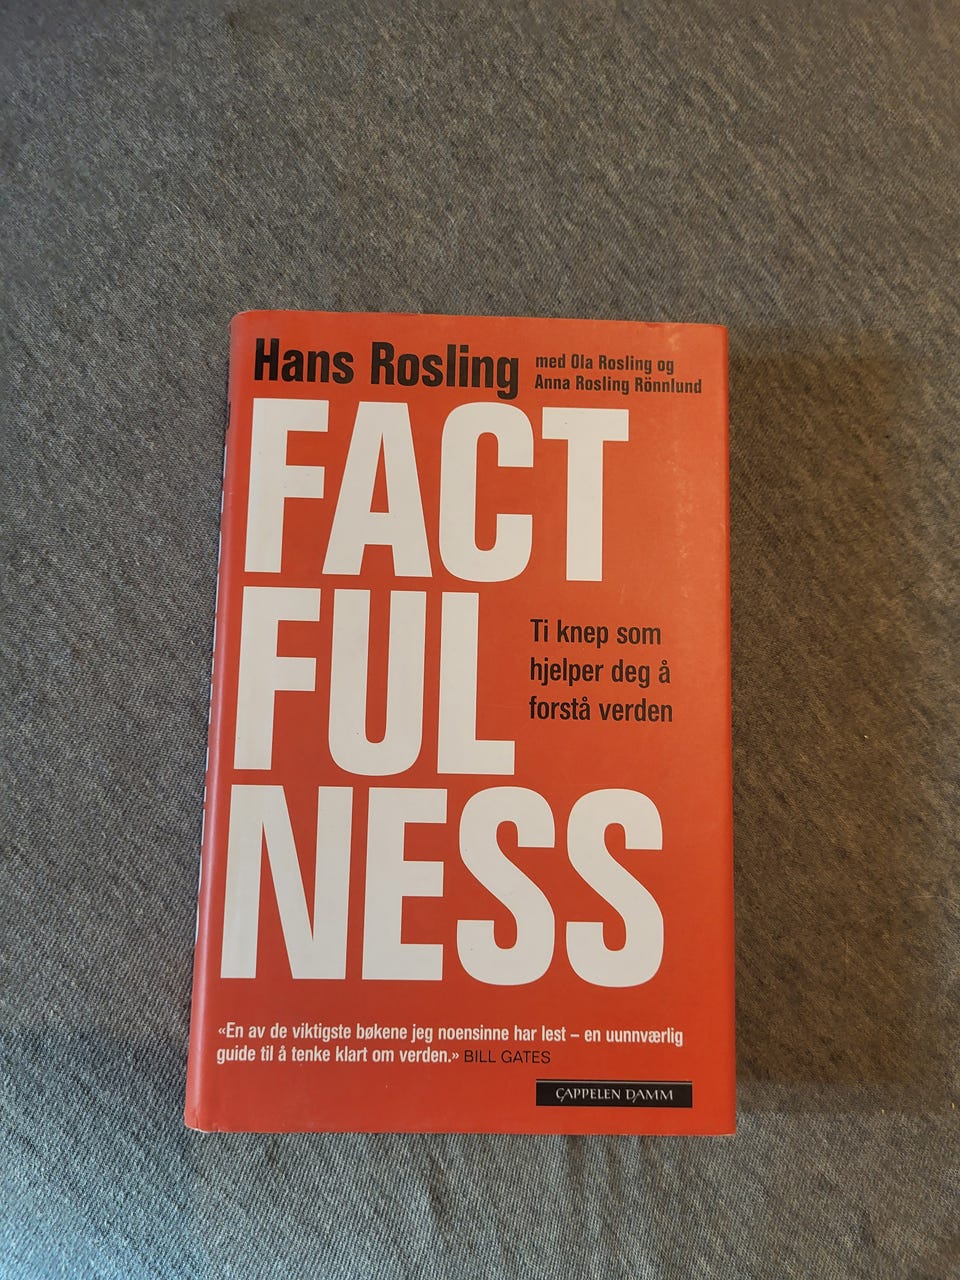 Hans Rosling
med Ola Rosling og
Anna Rosling Rönnlund
FACT
FUL
NESS
Ti knep som
hjelper deg å
forstå verden
«En av de viktigste bøkene jeg noensinne har lest – en uunnværlig
guide til å tenke klart om verden.» BILL GATES
CAPPELEN DAMM